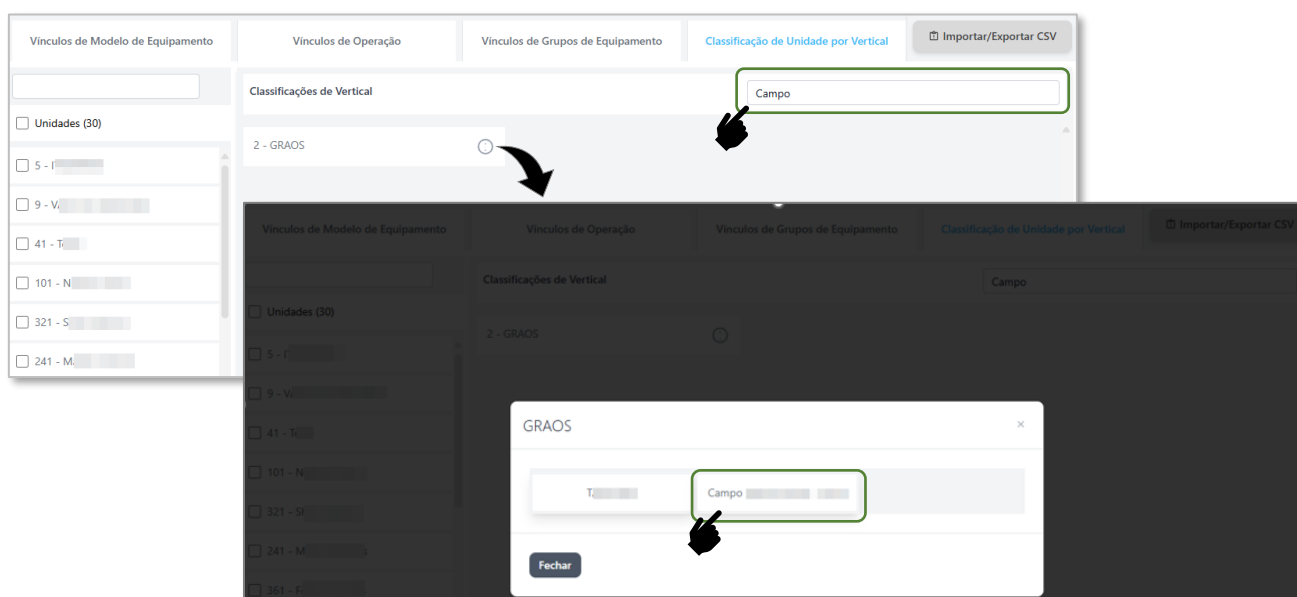 Vínculos de Modelo de Equipamento
Vínculos de Operação
Vínculos de Grupos de Equipamento
Classificação de Unidade por Vertical
Importar/Exportar CSV
Classificações de Vertical
Campo
Unidades (30)
2 - GRAOS
5 -
9 -
41 -
101 - N
321 - S
241 - M
Vínculos de Modelo de Equipamento
Vínculos de Operação
Vínculos de Grupos de Equipamento
Classificação de Unidade por Vertical
Importar/Exportar CSV
Classificações de Vertical
Campo
Unidades (30)
2 - GRAOS
5 -
9 -
41 -
101 - N
321 -
241 - M
361 -
GRAOS
×
Campo
Fechar